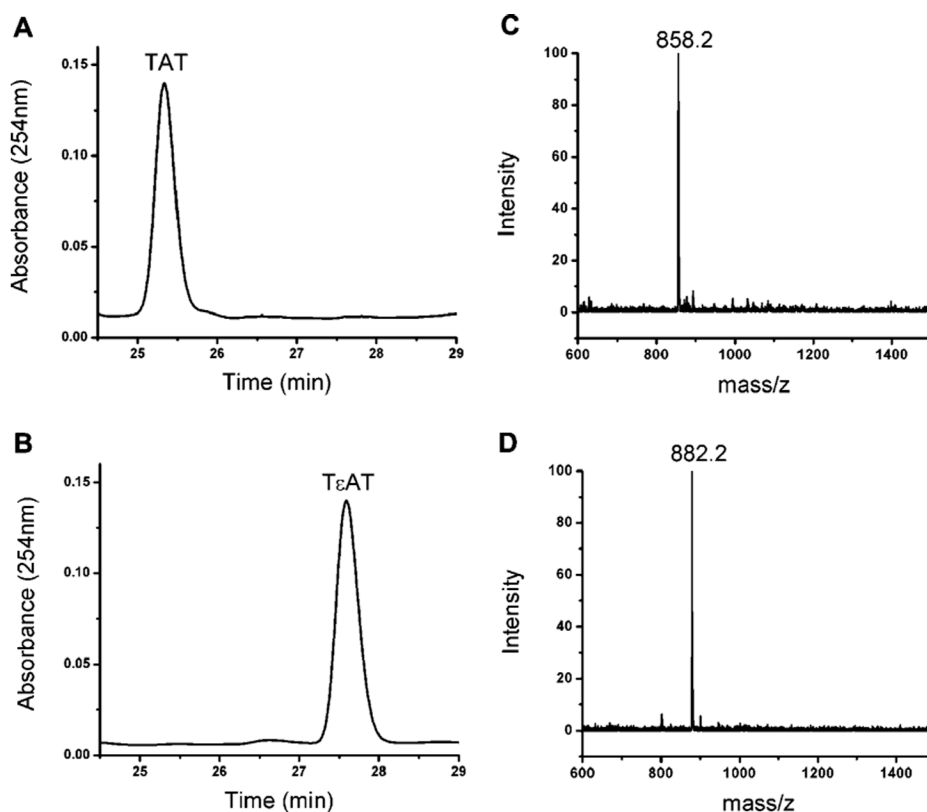 A
TAT
Absorbance (254nm)
0.15
0.10
0.05
0.00
25 26 27 28 29
Time (min)
C
858.2
Intensity
100
80
60
40
20
0
600 800 1000 1200 1400
mass/z
B
TεAT
Absorbance (254nm)
0.15
0.10
0.05
0.00
25 26 27 28 29
Time (min)
D
882.2
Intensity
100
80
60
40
20
0
600 800 1000 1200 1400
mass/z